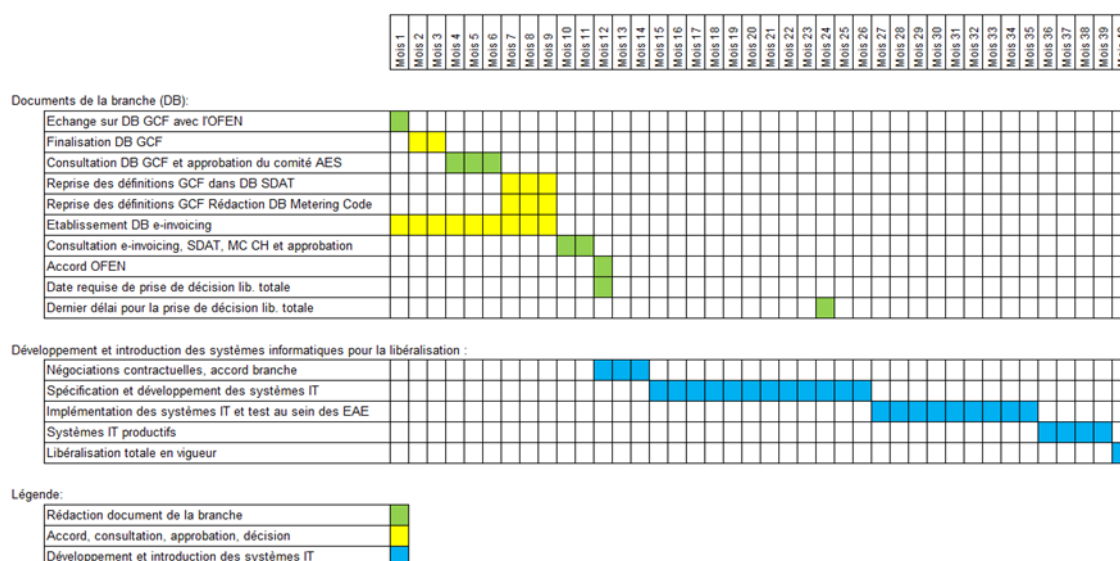 Mois 1 Mois 2 Mois 3 Mois 4 Mois 5 Mois 6 Mois 7 Mois 8 Mois 9 Mois 10 Mois 11 Mois 12 Mois 13 Mois 14 Mois 15 Mois 16 Mois 17 Mois 18 Mois 19 Mois 20 Mois 21 Mois 22 Mois 23 Mois 24 Mois 25 Mois 26 Mois 27 Mois 28 Mois 29 Mois 30 Mois 31 Mois 32 Mois 33 Mois 34 Mois 35 Mois 36 Mois 37 Mois 38 Mois 39
Documents de la branche (DB):
Echange sur DB GCF avec l'OFEN
Finalisation DB GCF
Consultation DB GCF et approbation du comité AES
Reprise des définitions GCF dans DB SDAT
Reprise des définitions GCF Rédaction DB Metering Code
Etablissement DB e-invoicing
Consultation e-invoicing, SDAT, MC CH et approbation
Accord OFEN
Date requise de prise de décision lib. totale
Dernier délai pour la prise de décision lib. totale
Développement et introduction des systèmes informatiques pour la libéralisation :
Négociations contractuelles, accord branche
Spécification et développement des systèmes IT
Implémentation des systèmes IT et test au sein des EAE
Systèmes IT productifs
Libéralisation totale en vigueur
Légende:
Rédaction document de la branche
Accord, consultation, approbation, décision
Développement et introduction des systèmes IT